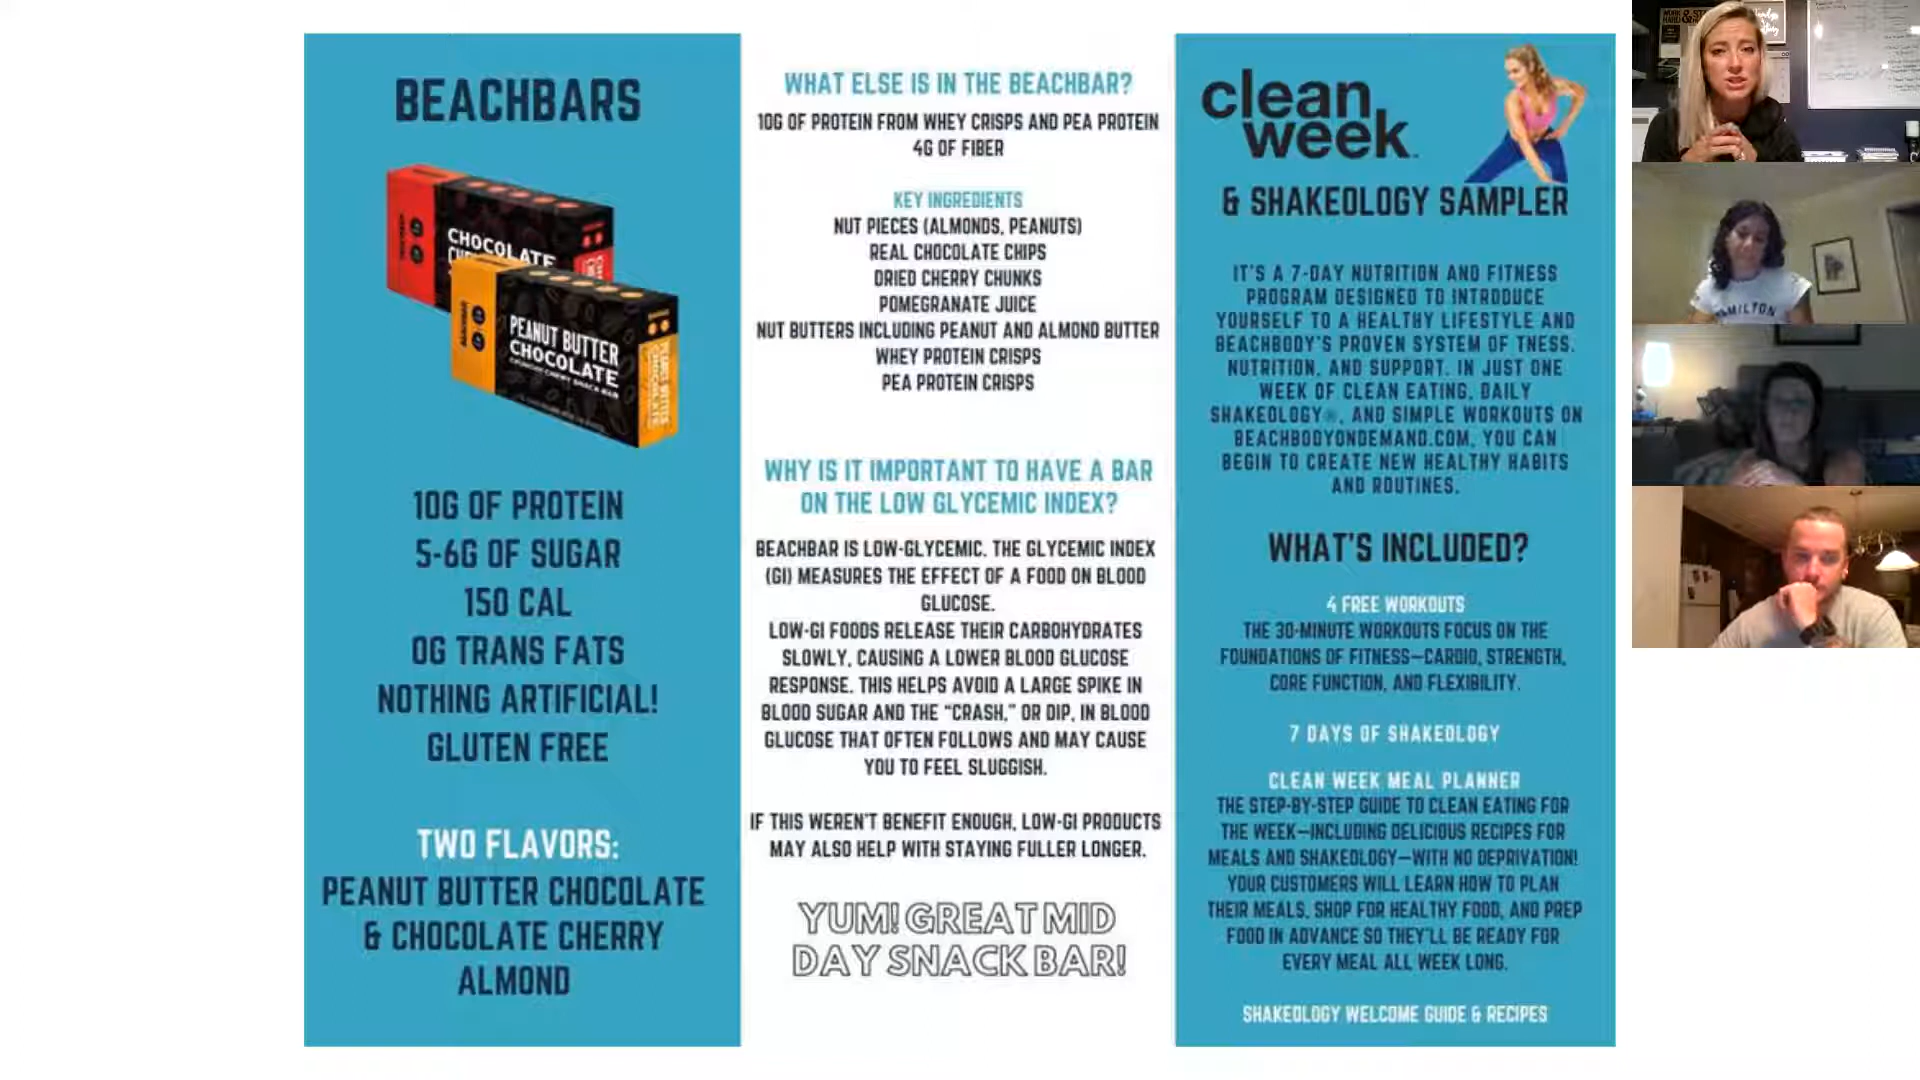 BEACHBARS
CHOCOLATE
PEANUT BUTTER
CHOCOLATE
10G OF PROTEIN
5-6G OF SUGAR
150 CAL
0G TRANS FATS
NOTHING ARTIFICIAL!
GLUTEN FREE
TWO FLAVORS:
PEANUT BUTTER CHOCOLATE
& CHOCOLATE CHERRY
ALMOND
WHAT ELSE IS IN THE BEACHBAR?
10G OF PROTEIN FROM WHEY CRISPS AND PEA PROTEIN
4G OF FIBER
KEY INGREDIENTS
NUT PIECES (ALMONDS, PEANUTS)
REAL CHOCOLATE CHIPS
DRIED CHERRY CHUNKS
POMEGRANATE JUICE
NUT BUTTERS INCLUDING PEANUT AND ALMOND BUTTER
WHEY PROTEIN CRISPS
PEA PROTEIN CRISPS
WHY IS IT IMPORTANT TO HAVE A BAR
ON THE LOW GLYCEMIC INDEX?
BEACHBAR IS LOW-GLYCEMIC. THE GLYCEMIC INDEX
(GI) MEASURES THE EFFECT OF A FOOD ON BLOOD
GLUCOSE.
LOW-GI FOODS RELEASE THEIR CARBOHYDRATES
SLOWLY, CAUSING A LOWER BLOOD GLUCOSE
RESPONSE. THIS HELPS AVOID A LARGE SPIKE IN
BLOOD SUGAR AND THE "CRASH," OR DIP, IN BLOOD
GLUCOSE THAT OFTEN FOLLOWS AND MAY CAUSE
YOU TO FEEL SLUGGISH.
IF THIS WEREN'T BENEFIT ENOUGH, LOW-GI PRODUCTS
MAY ALSO HELP WITH STAYING FULLER LONGER.
YUM! GREAT MID
DAY SNACK BAR!
clean
week
& SHAKEOLOGY SAMPLER
IT'S A 7-DAY NUTRITION AND FITNESS
PROGRAM DESIGNED TO INTRODUCE
YOURSELF TO A HEALTHY LIFESTYLE AND
BEACHBODY'S PROVEN SYSTEM OF TNESS,
NUTRITION, AND SUPPORT. IN JUST ONE
WEEK OF CLEAN EATING, DAILY
SHAKEOLOGY®, AND SIMPLE WORKOUTS ON
BEACHBODYONDEMAND.COM, YOU CAN
BEGIN TO CREATE NEW HEALTHY HABITS
AND ROUTINES.
WHAT'S INCLUDED?
4 FREE WORKOUTS
THE 30-MINUTE WORKOUTS FOCUS ON THE
FOUNDATIONS OF FITNESS—CARDIO, STRENGTH,
CORE FUNCTION, AND FLEXIBILITY.
7 DAYS OF SHAKEOLOGY
CLEAN WEEK MEAL PLANNER
THE STEP-BY-STEP GUIDE TO CLEAN EATING FOR
THE WEEK—INCLUDING DELICIOUS RECIPES FOR
MEALS AND SHAKEOLOGY—WITH NO DEPRIVATION!
YOUR CUSTOMERS WILL LEARN HOW TO PLAN
THEIR MEALS, SHOP FOR HEALTHY FOOD, AND PREP
FOOD IN ADVANCE SO THEY'LL BE READY FOR
EVERY MEAL ALL WEEK LONG.
SHAKEOLOGY WELCOME GUIDE & RECIPES